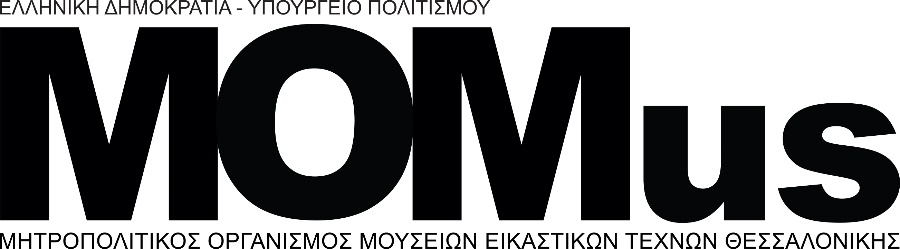 ΕΛΛΗΝΙΚΗ ΔΗΜΟΚΡΑΤΙΑ - ΥΠΟΥΡΓΕΙΟ ΠΟΛΙΤΙΣΜΟΥ
MOMus
ΜΗΤΡΟΠΟΛΙΤΙΚΟΣ ΟΡΓΑΝΙΣΜΟΣ ΜΟΥΣΕΙΩΝ ΕΙΚΑΣΤΙΚΩΝ ΤΕΧΝΩΝ ΘΕΣΣΑΛΟΝΙΚΗΣ